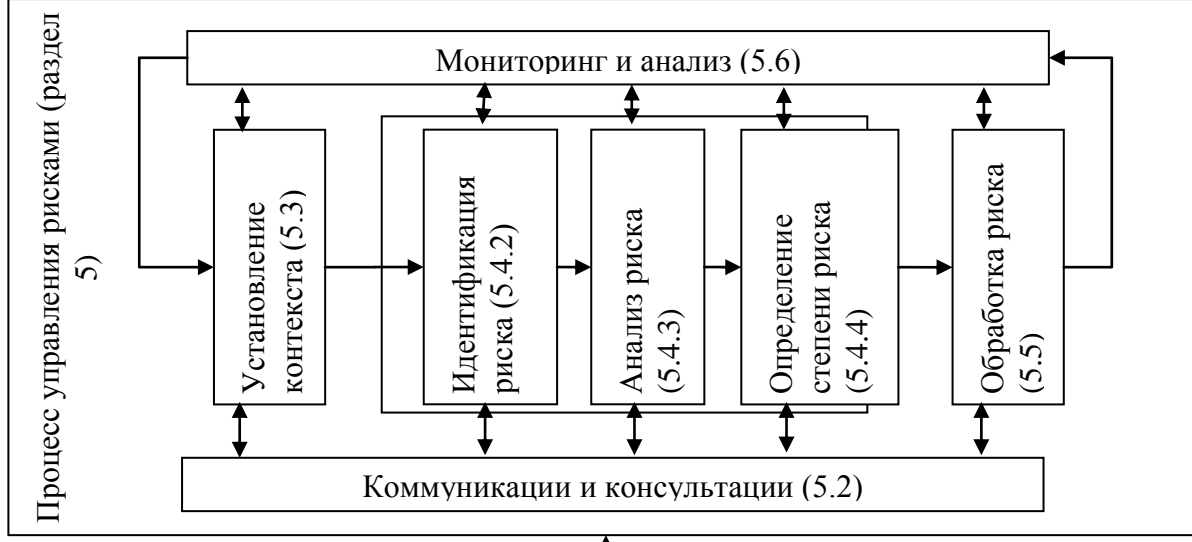 Процесс управления рисками (раздел
5)
Мониторинг и анализ (5.6)
Установление
контекста (5.3)
Идентификация
риска (5.4.2)
Анализ риска
(5.4.3)
Определение
степени риска
(5.4.4)
Обработка риска
(5.5)
Коммуникации и консультации (5.2)